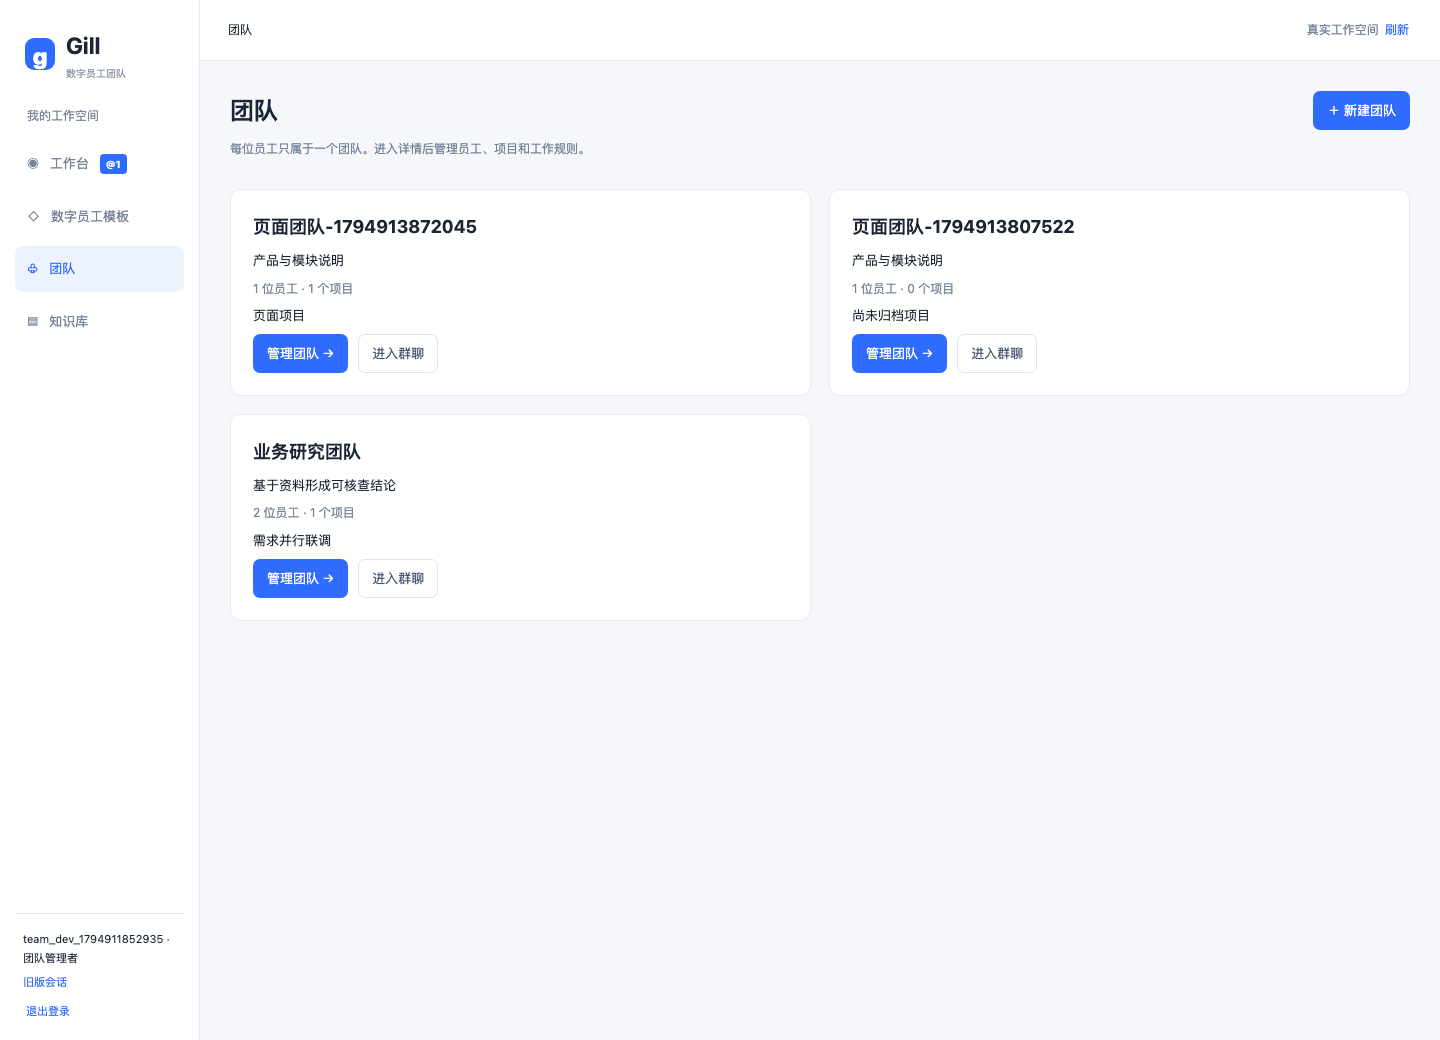 g Gill
数字员工团队
我的工作空间
工作台 @1
数字员工模板
团队
知识库
team_dev_1794911852935 ·
团队管理者
旧版会话
退出登录
团队
真实工作空间 刷新
团队
+ 新建团队
每位员工只属于一个团队。进入详情后管理员工、项目和工作规则。
页面团队-1794913872045
产品与模块说明
1 位员工 · 1 个项目
页面项目
管理团队 → 进入群聊
页面团队-1794913807522
产品与模块说明
1 位员工 · 0 个项目
尚未归档项目
管理团队 → 进入群聊
业务研究团队
基于资料形成可核查结论
2 位员工 · 1 个项目
需求并行联调
管理团队 → 进入群聊